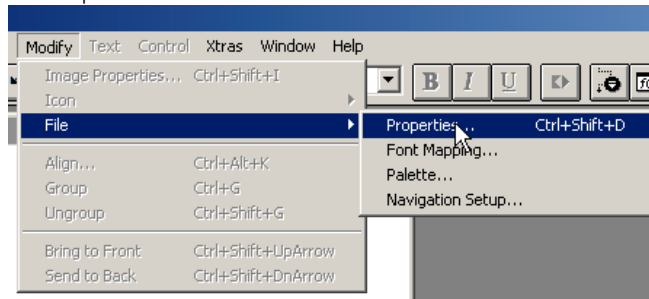 Modify Text Control Xtras Window Help
Image Properties... Ctrl+Shift+I
Icon
File
Align... Ctrl+Alt+K
Group Ctrl+G
Ungroup Ctrl+Shift+G
Bring to Front Ctrl+Shift+UpArrow
Send to Back Ctrl+Shift+DnArrow
B I U
Properties... Ctrl+Shift+D
Font Mapping...
Palette...
Navigation Setup...